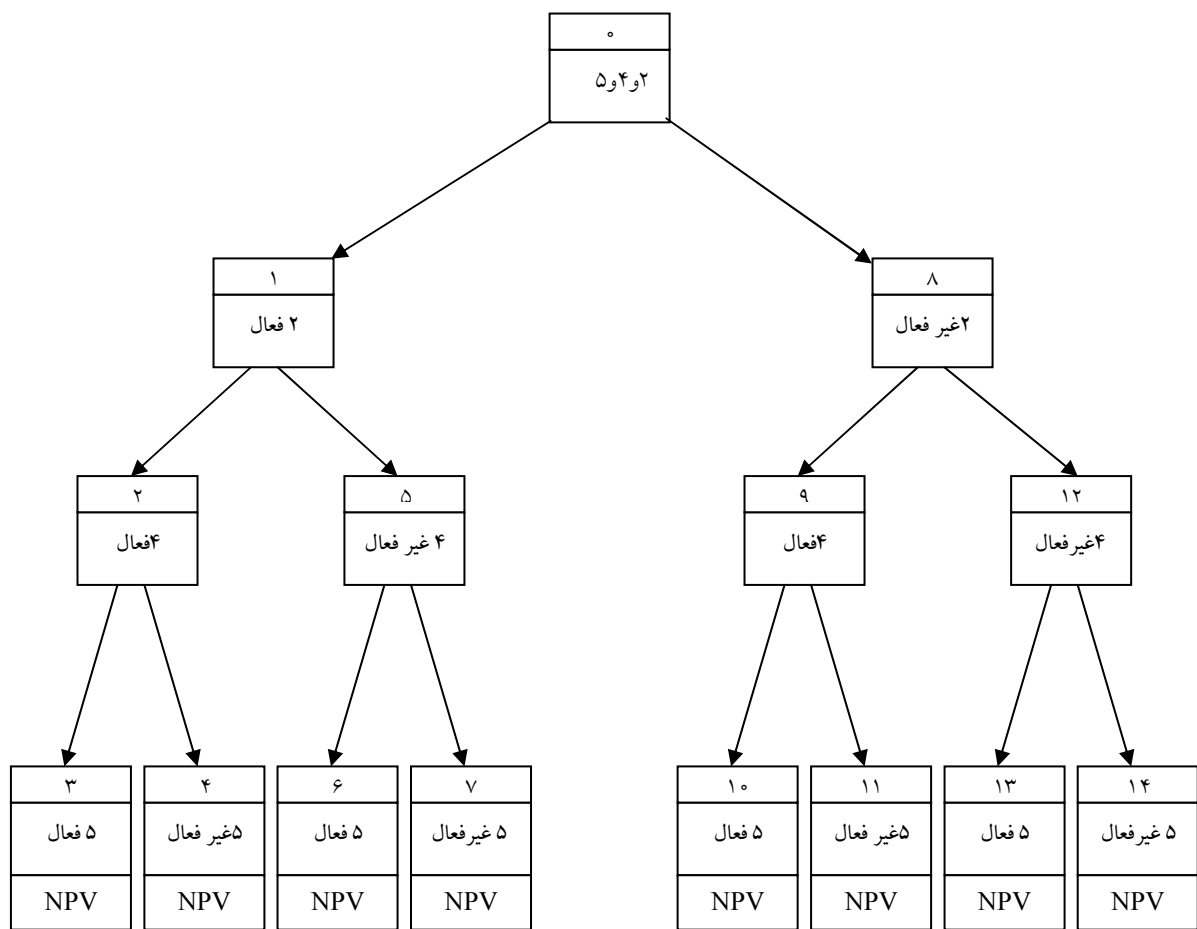 ۰
۲و۴و۵
۱
۲ فعال
۸
۲غیر فعال
۲
۴فعال
۵
۴ غیر فعال
۹
۴فعال
۱۲
۴غیرفعال
۳
۵ فعال
NPV
۴
۵غیر فعال
NPV
۶
۵ فعال
NPV
۷
۵ غیرفعال
NPV
۱۰
۵ فعال
NPV
۱۱
۵غیر فعال
NPV
۱۳
۵ فعال
NPV
۱۴
۵ غیرفعال
NPV